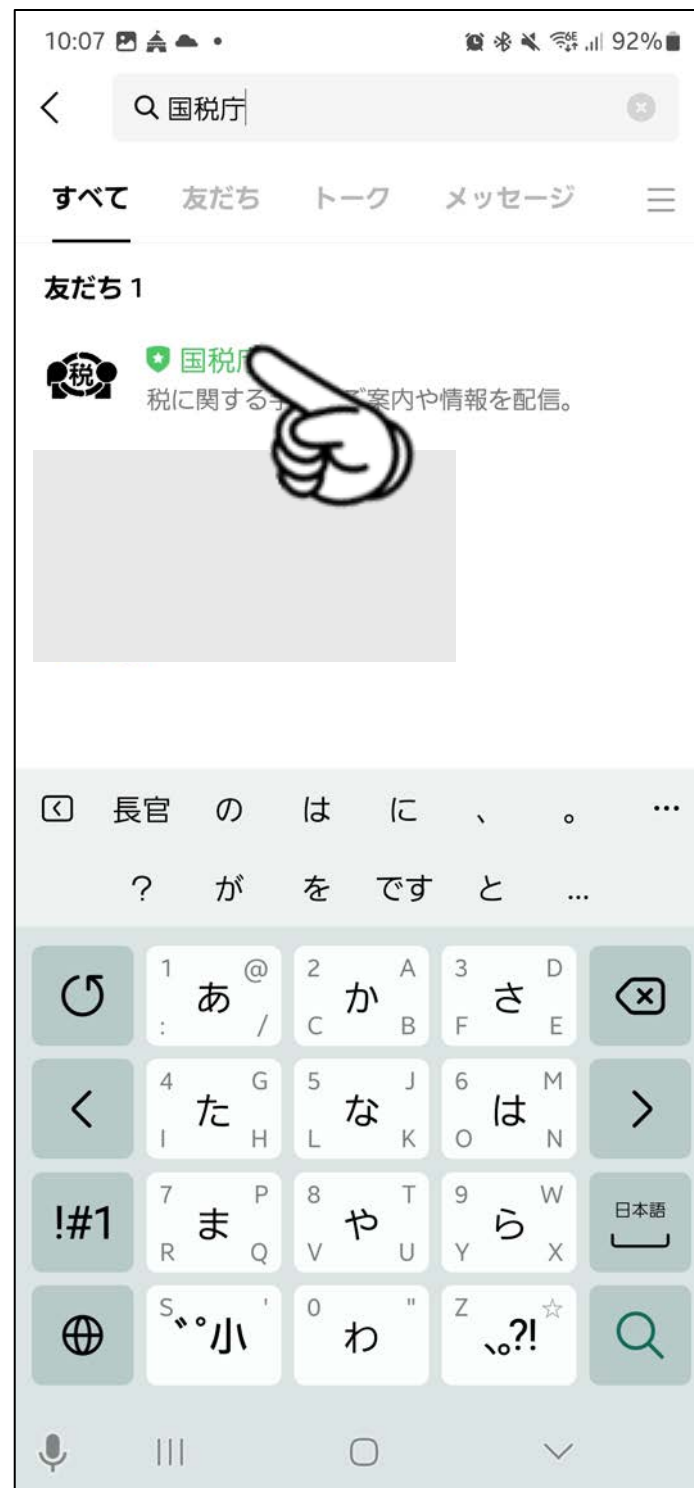 10:07 92%
国税庁
すべて 友だち トーク メッセージ
友だち 1
税
国税庁
税に関する ご案内や情報を配信。
長官 の は に 、 。 …
? が を です と …
1 @ あ : / 2 A か C B 3 D さ F E
4 G た I H 5 J な L K 6 M は O N
!#1 7 P ま R Q 8 T や V U 9 W ら Y X 日本語
S ' ゛゜小 0 " わ Z ☆ 、。?!